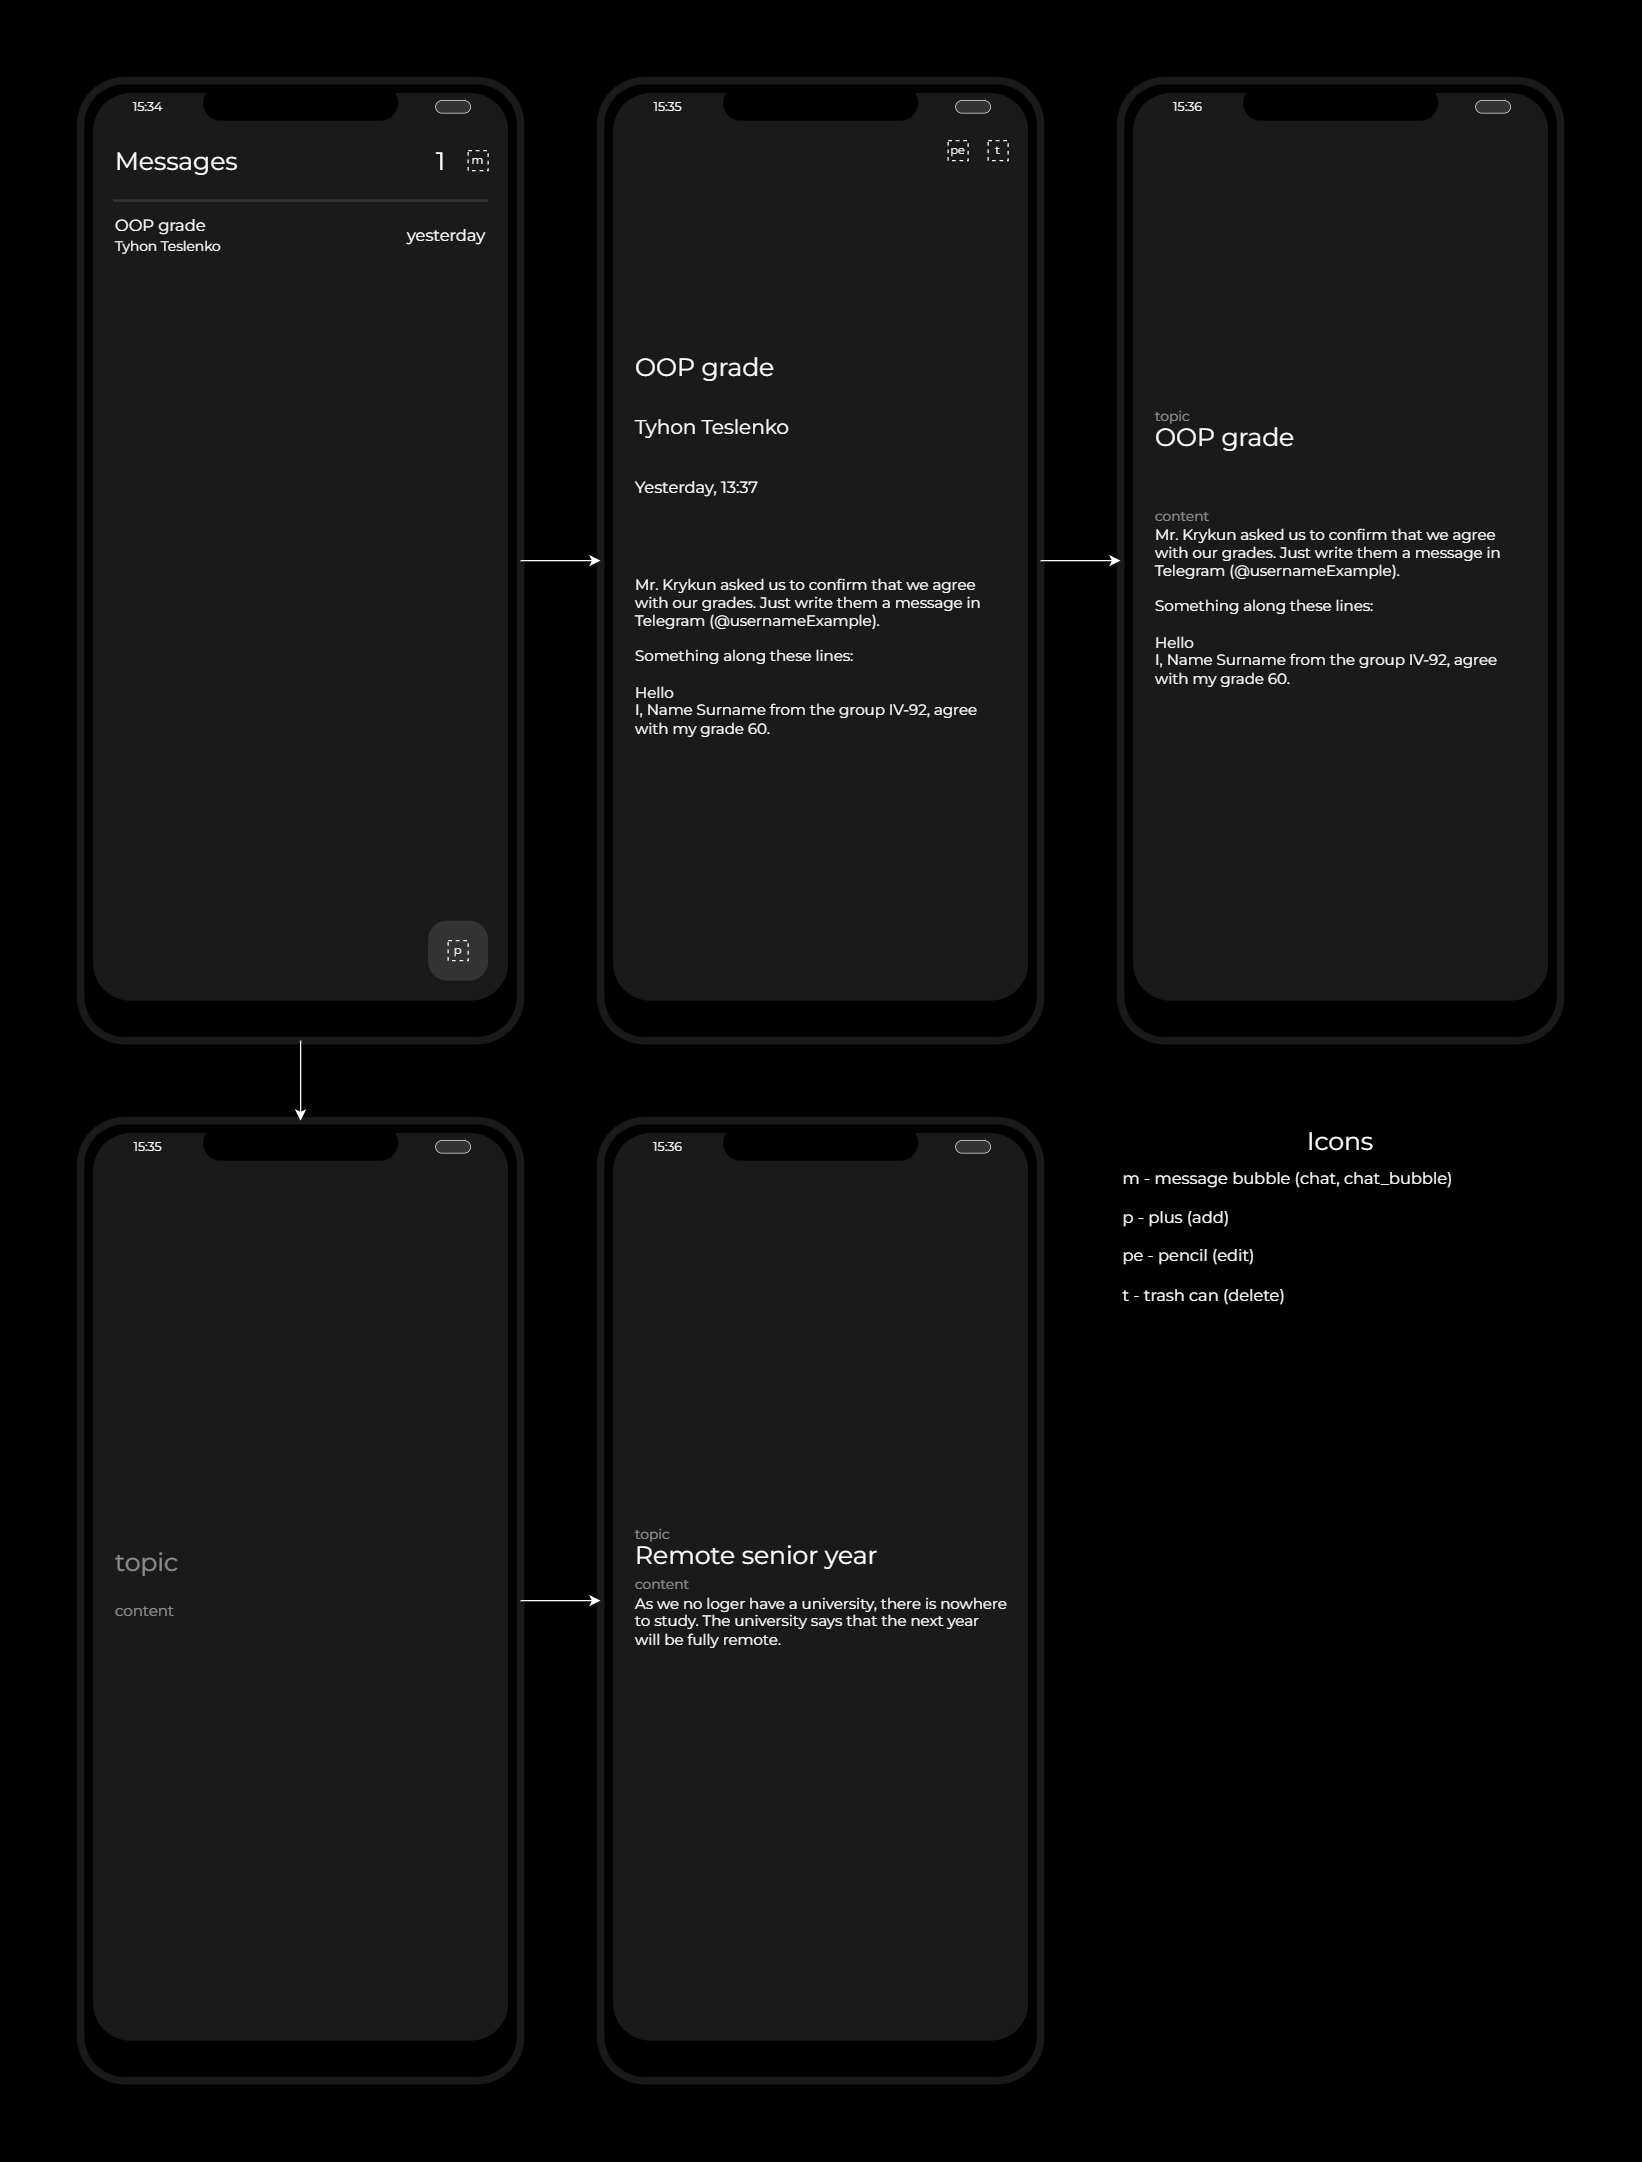 15:34
Messages
1
m
OOP grade
Tyhon Teslenko
yesterday
p
15:35
pe
t
OOP grade
Tyhon Teslenko
Yesterday, 13:37
Mr. Krykun asked us to confirm that we agree
with our grades. Just write them a message in
Telegram (@usernameExample).
Something along these lines:
Hello
I, Name Surname from the group IV-92, agree
with my grade 60.
15:36
topic
OOP grade
content
Mr. Krykun asked us to confirm that we agree
with our grades. Just write them a message in
Telegram (@usernameExample).
Something along these lines:
Hello
I, Name Surname from the group IV-92, agree
with my grade 60.
15:35
topic
content
15:36
topic
Remote senior year
content
As we no loger have a university, there is nowhere
to study. The university says that the next year
will be fully remote.
Icons
m - message bubble (chat, chat_bubble)
p - plus (add)
pe - pencil (edit)
t - trash can (delete)